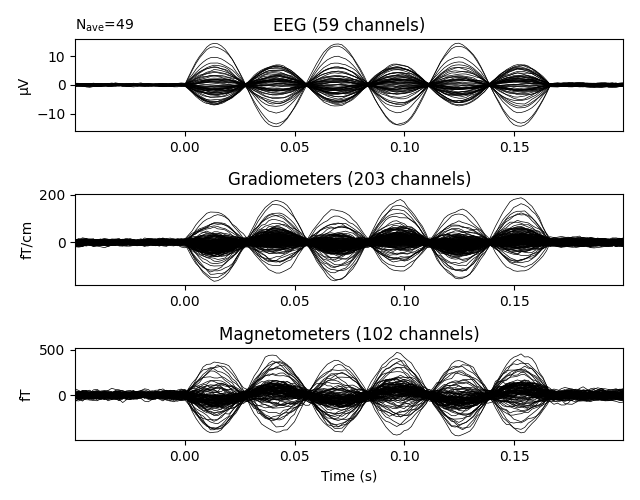 N_ave=49
EEG (59 channels)
µV
10
0
−10
0.00 0.05 0.10 0.15
Gradiometers (203 channels)
fT/cm
200
0
0.00 0.05 0.10 0.15
Magnetometers (102 channels)
fT
500
0
0.00 0.05 0.10 0.15
Time (s)